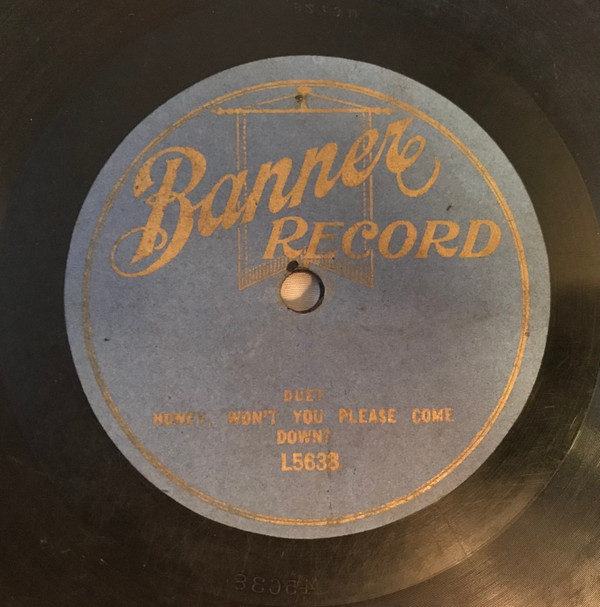 Banner
RECORD
DUET
HONEY, WON'T YOU PLEASE COME
DOWN?
L5638